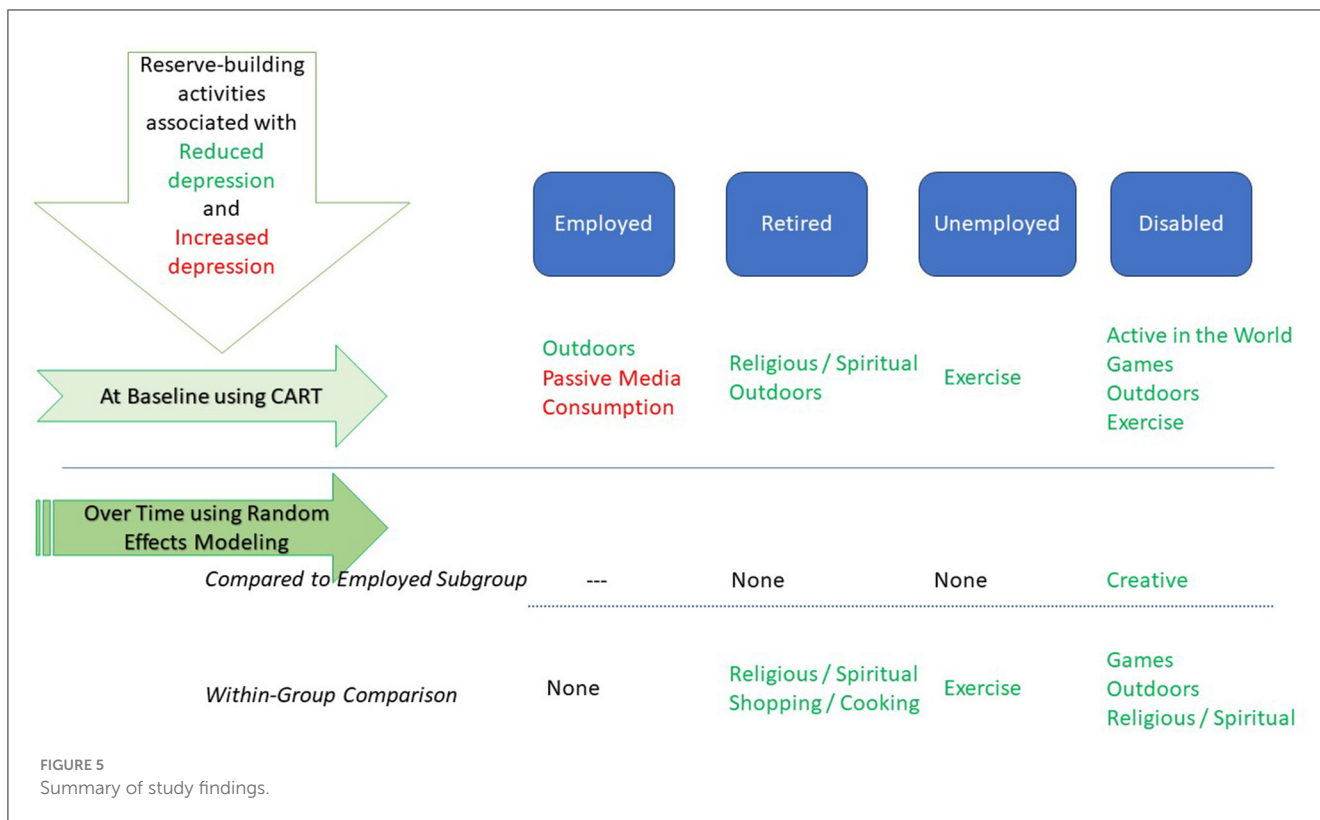 Reserve-building
activities
associated with
Reduced
depression
and
Increased
depression
Employed
Retired
Unemployed
Disabled
At Baseline using CART
Outdoors
Passive Media
Consumption
Religious / Spiritual
Outdoors
Exercise
Active in the World
Games
Outdoors
Exercise
Over Time using Random
Effects Modeling
Compared to Employed Subgroup
---
None
None
Creative
Within-Group Comparison
None
Religious / Spiritual
Shopping / Cooking
Exercise
Games
Outdoors
Religious / Spiritual
FIGURE 5
Summary of study findings.